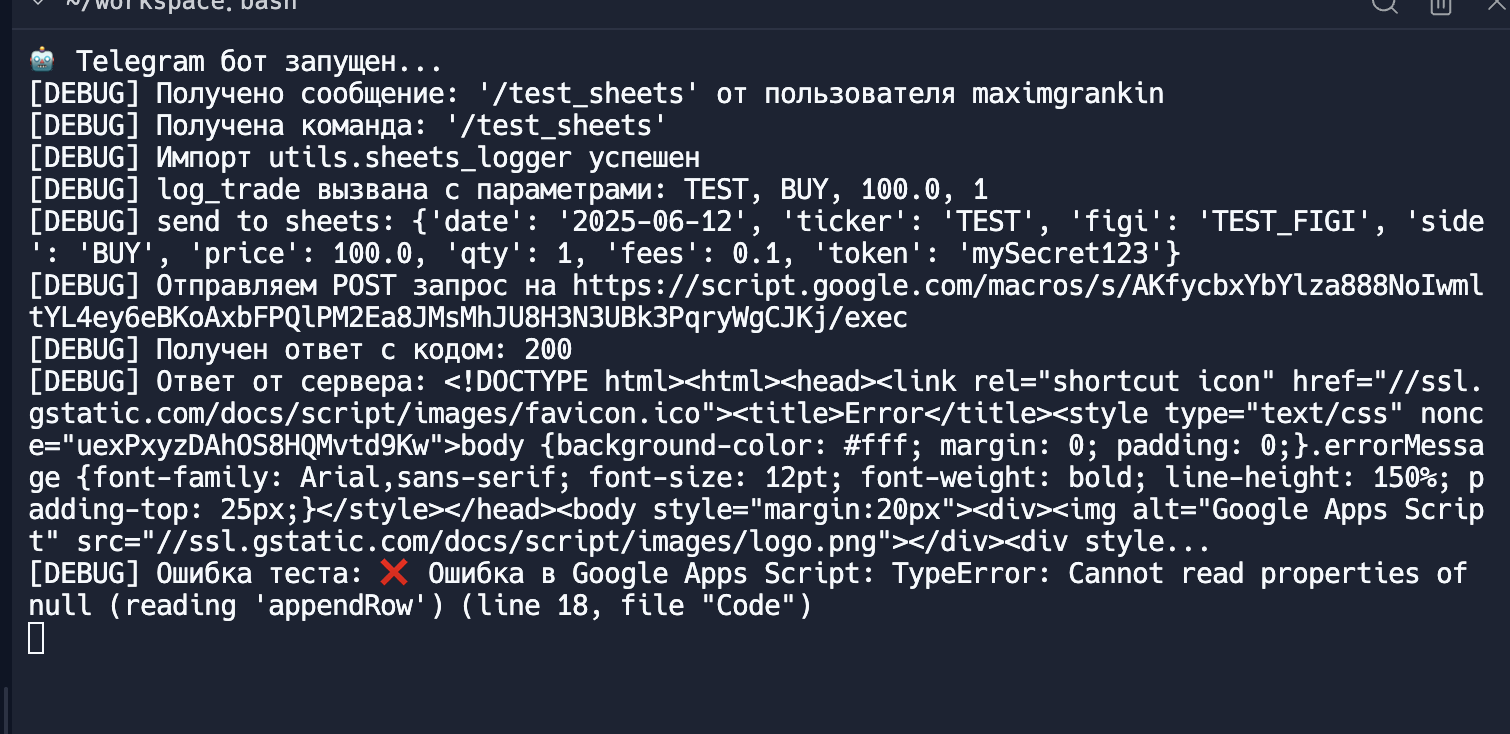 ~/workspace: bash
🤖 Telegram бот запущен...
[DEBUG] Получено сообщение: '/test_sheets' от пользователя maximgrankin
[DEBUG] Получена команда: '/test_sheets'
[DEBUG] Импорт utils.sheets_logger успешен
[DEBUG] log_trade вызвана с параметрами: TEST, BUY, 100.0, 1
[DEBUG] send to sheets: {'date': '2025-06-12', 'ticker': 'TEST', 'figi': 'TEST_FIGI', 'side
': 'BUY', 'price': 100.0, 'qty': 1, 'fees': 0.1, 'token': 'mySecret123'}
[DEBUG] Отправляем POST запрос на https://script.google.com/macros/s/AKfycbxYbYlza888NoIwml
tYL4ey6eBKoAxbFPQlPM2Ea8JMsMhJU8H3N3UBk3PqryWgCJKj/exec
[DEBUG] Получен ответ с кодом: 200
[DEBUG] Ответ от сервера: <!DOCTYPE html><html><head><link rel="shortcut icon" href="//ssl.
gstatic.com/docs/script/images/favicon.ico"><title>Error</title><style type="text/css" nonc
e="uexPxyzDAhOS8HQMvtd9Kw">body {background-color: #fff; margin: 0; padding: 0;}.errorMessa
ge {font-family: Arial,sans-serif; font-size: 12pt; font-weight: bold; line-height: 150%; p
adding-top: 25px;}</style></head><body style="margin:20px"><div><img alt="Google Apps Scrip
t" src="//ssl.gstatic.com/docs/script/images/logo.png"></div><div style...
[DEBUG] Ошибка теста: ❌ Ошибка в Google Apps Script: TypeError: Cannot read properties of
null (reading 'appendRow') (line 18, file "Code")